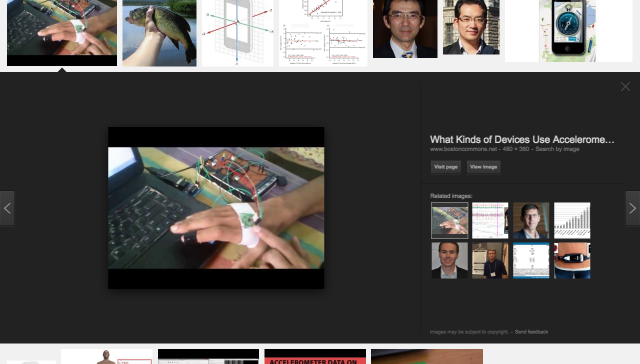 What Kinds of Devices Use Accelerome...
www.bostoncommons.net - 480 × 360 - Search by image
Visit page
View image
Related images:
Images may be subject to copyright. - Send feedback
ACCELEROMETER DATA ON